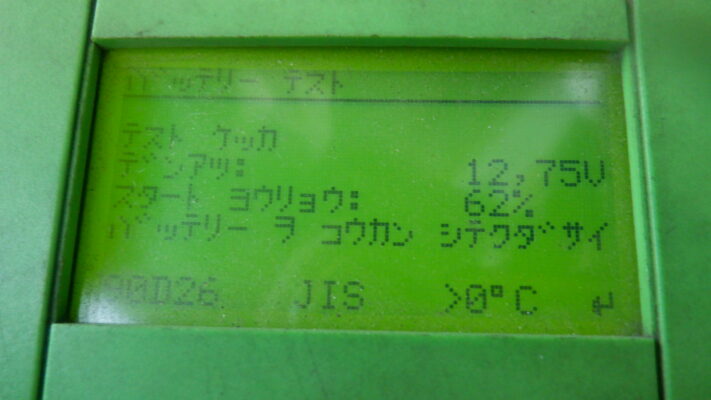 バッテリー テスト
テスト ケッカ
デンアツ: 12,75V
スタート ヨウリョウ: 62%
バッテリー ヲ コウカン シテクダサイ
90D26 JIS >0°C ↵